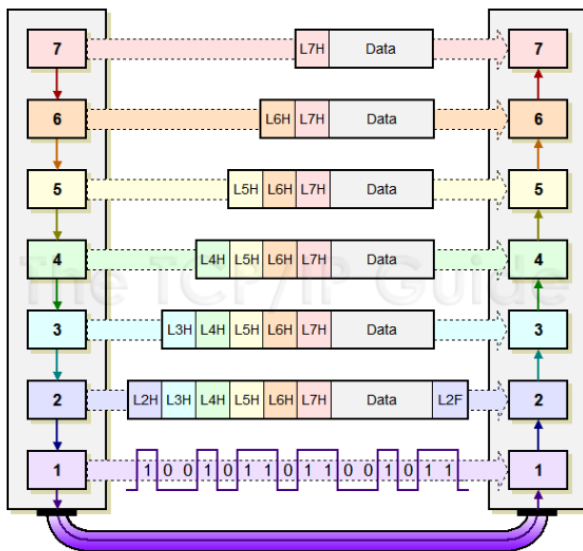 7 L7H Data 7
6 L6H L7H Data 6
5 L5H L6H L7H Data 5
4 L4H L5H L6H L7H Data 4
The TCP/IP Guide
3 L3H L4H L5H L6H L7H Data 3
2 L2H L3H L4H L5H L6H L7H Data L2F 2
1 1 0 0 1 0 1 1 0 1 1 0 0 1 0 1 1 1